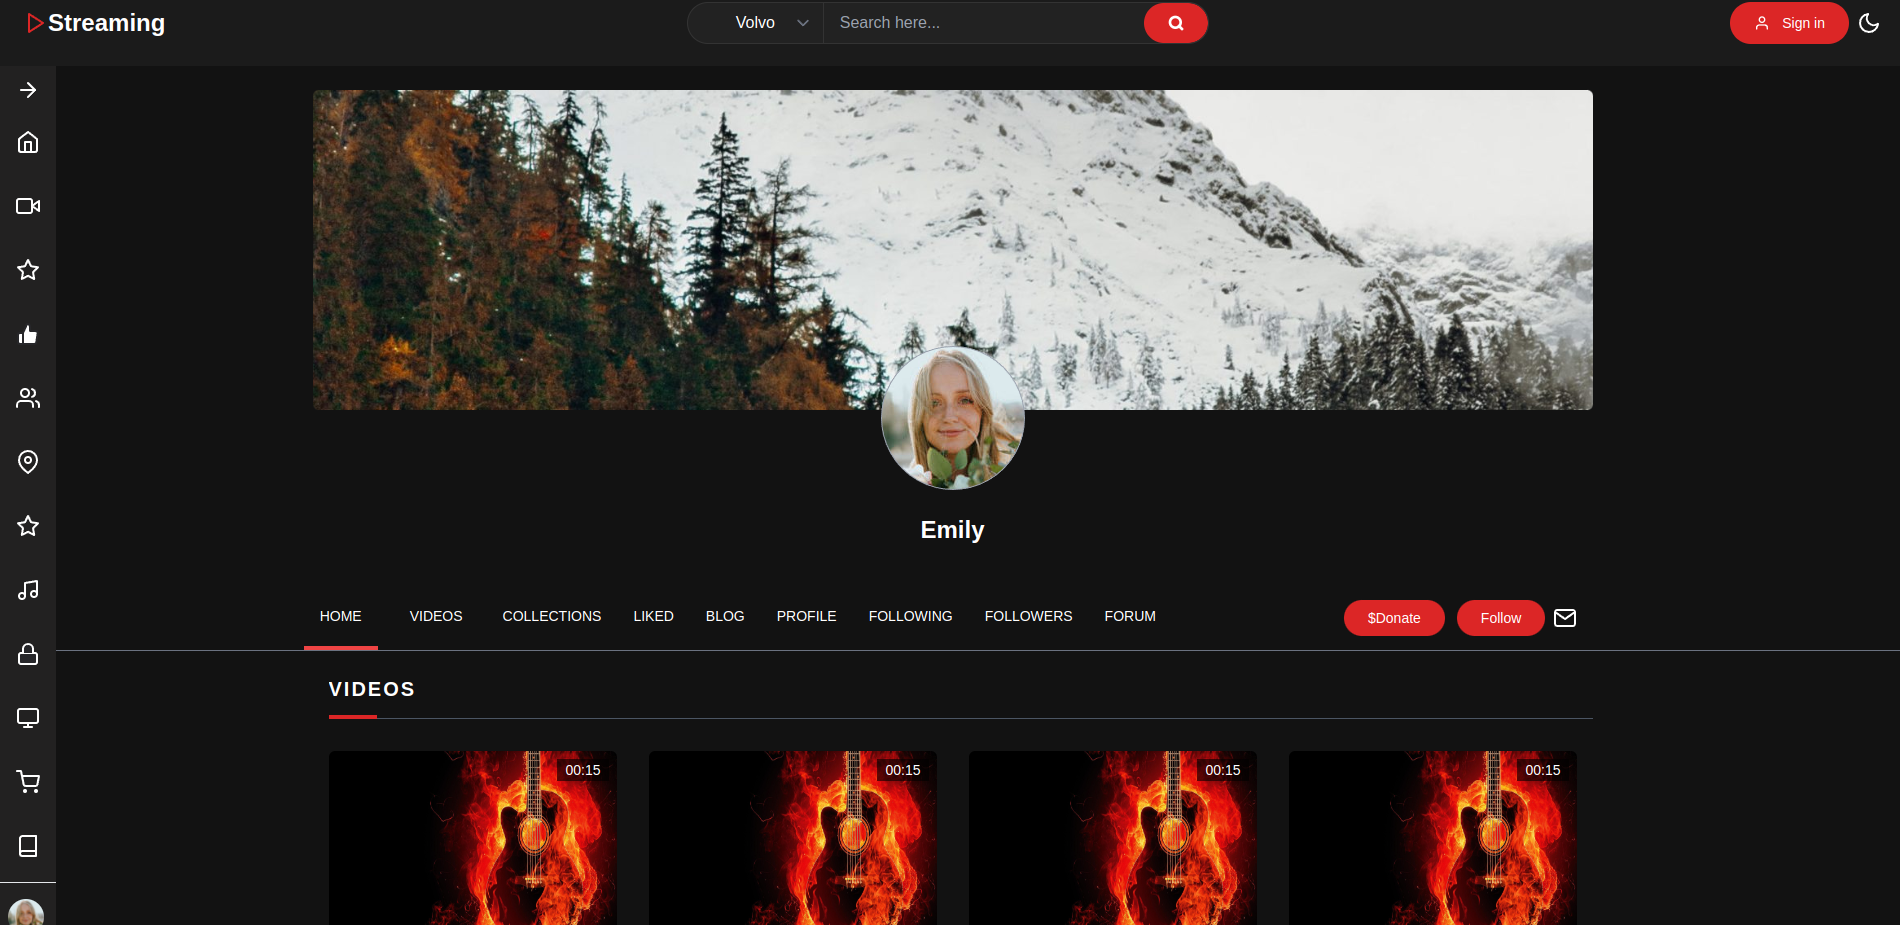 Streaming
Volvo
Search here...
Sign in
Emily
HOME VIDEOS COLLECTIONS LIKED BLOG PROFILE FOLLOWING FOLLOWERS FORUM
$Donate Follow
VIDEOS
00:15 00:15 00:15 00:15